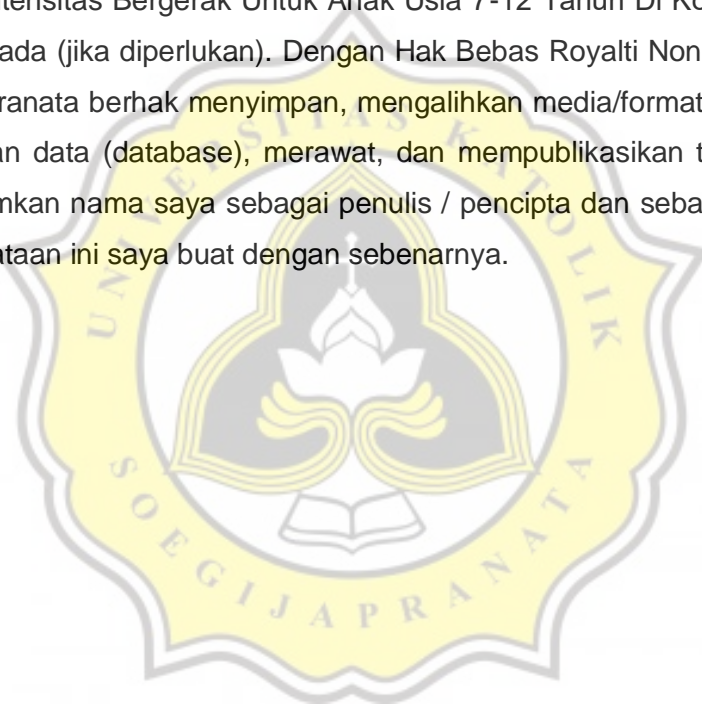 ntensitas Bergerak Untuk Anak Usia 7-12 Tahun Di Ko
ada (jika diperlukan). Dengan Hak Bebas Royalti Non
ranata berhak menyimpan, mengalihkan media/format
an data (database), merawat, dan mempublikasikan t
mkan nama saya sebagai penulis / pencipta dan seba
ataan ini saya buat dengan sebenarnya.
UNIVERSITAS KATOLIK
SOEGIJAPRANATA